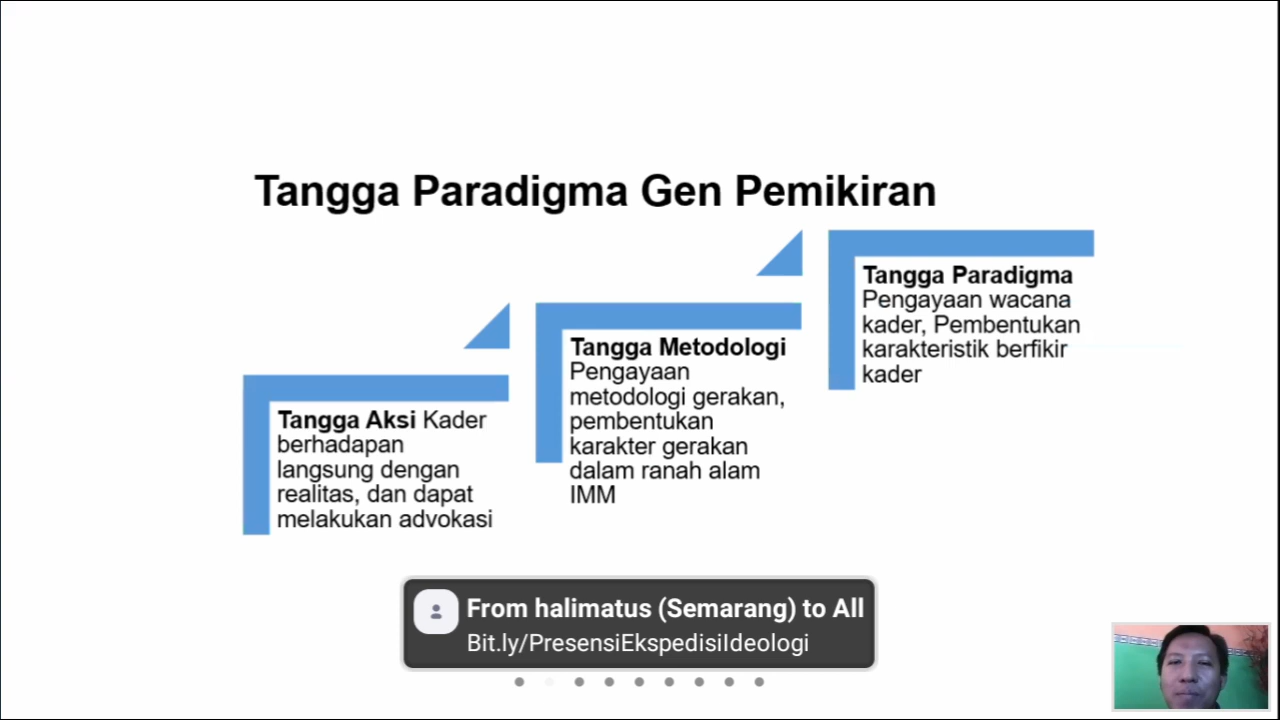 Tangga Paradigma Gen Pemikiran
Tangga Aksi Kader
berhadapan
langsung dengan
realitas, dan dapat
melakukan advokasi
Tangga Metodologi
Pengayaan
metodologi gerakan,
pembentukan
karakter gerakan
dalam ranah alam
IMM
Tangga Paradigma
Pengayaan wacana
kader, Pembentukan
karakteristik berfikir
kader
From halimatus (Semarang) to All
Bit.ly/PresensiEkspedisiIdeologi